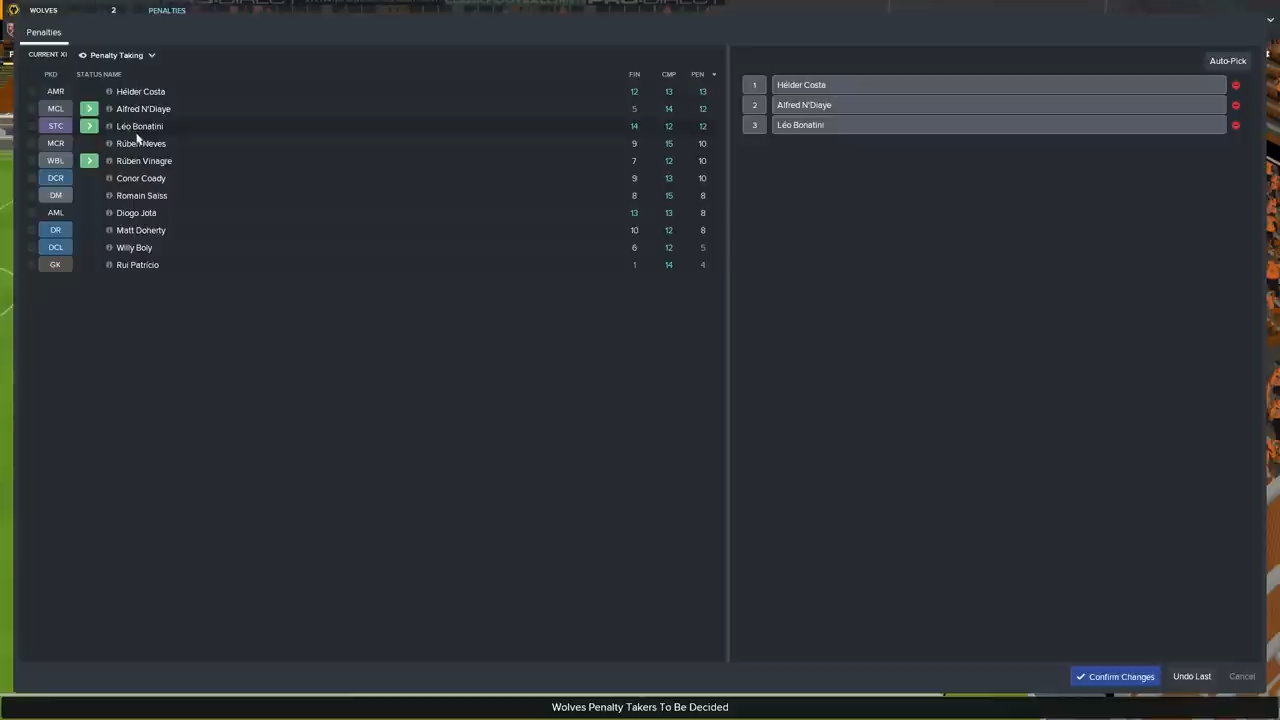 WOLVES 2 PENALTIES
Penalties
CURRENT XI Penalty Taking
Auto-Pick
PKD STATUS NAME FIN CMP PEN
AMR Hélder Costa 12 13 13
MCL Alfred N'Diaye 5 14 12
STC Léo Bonatini 14 12 12
MCR Rúben Neves 9 15 10
WBL Rúben Vinagre 7 12 10
DCR Conor Coady 9 13 10
DM Romain Saïss 8 15 8
AML Diogo Jota 13 13 8
DR Matt Doherty 10 12 8
DCL Willy Boly 6 12 5
GK Rui Patrício 1 14 4
1 Hélder Costa
2 Alfred N'Diaye
3 Léo Bonatini
Confirm Changes Undo Last Cancel
Wolves Penalty Takers To Be Decided